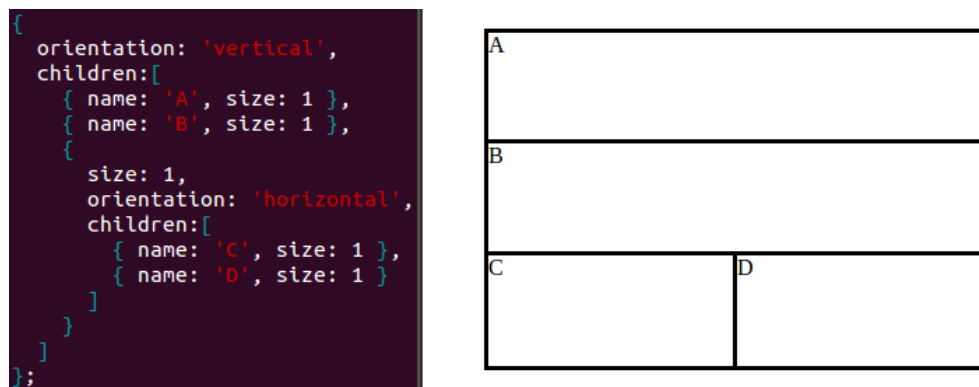 {
  orientation: 'vertical',
  children:[
    { name: 'A', size: 1 },
    { name: 'B', size: 1 },
    {
      size: 1,
      orientation: 'horizontal',
      children:[
        { name: 'C', size: 1 },
        { name: 'D', size: 1 }
      ]
    }
  ]
};
A
B
C D